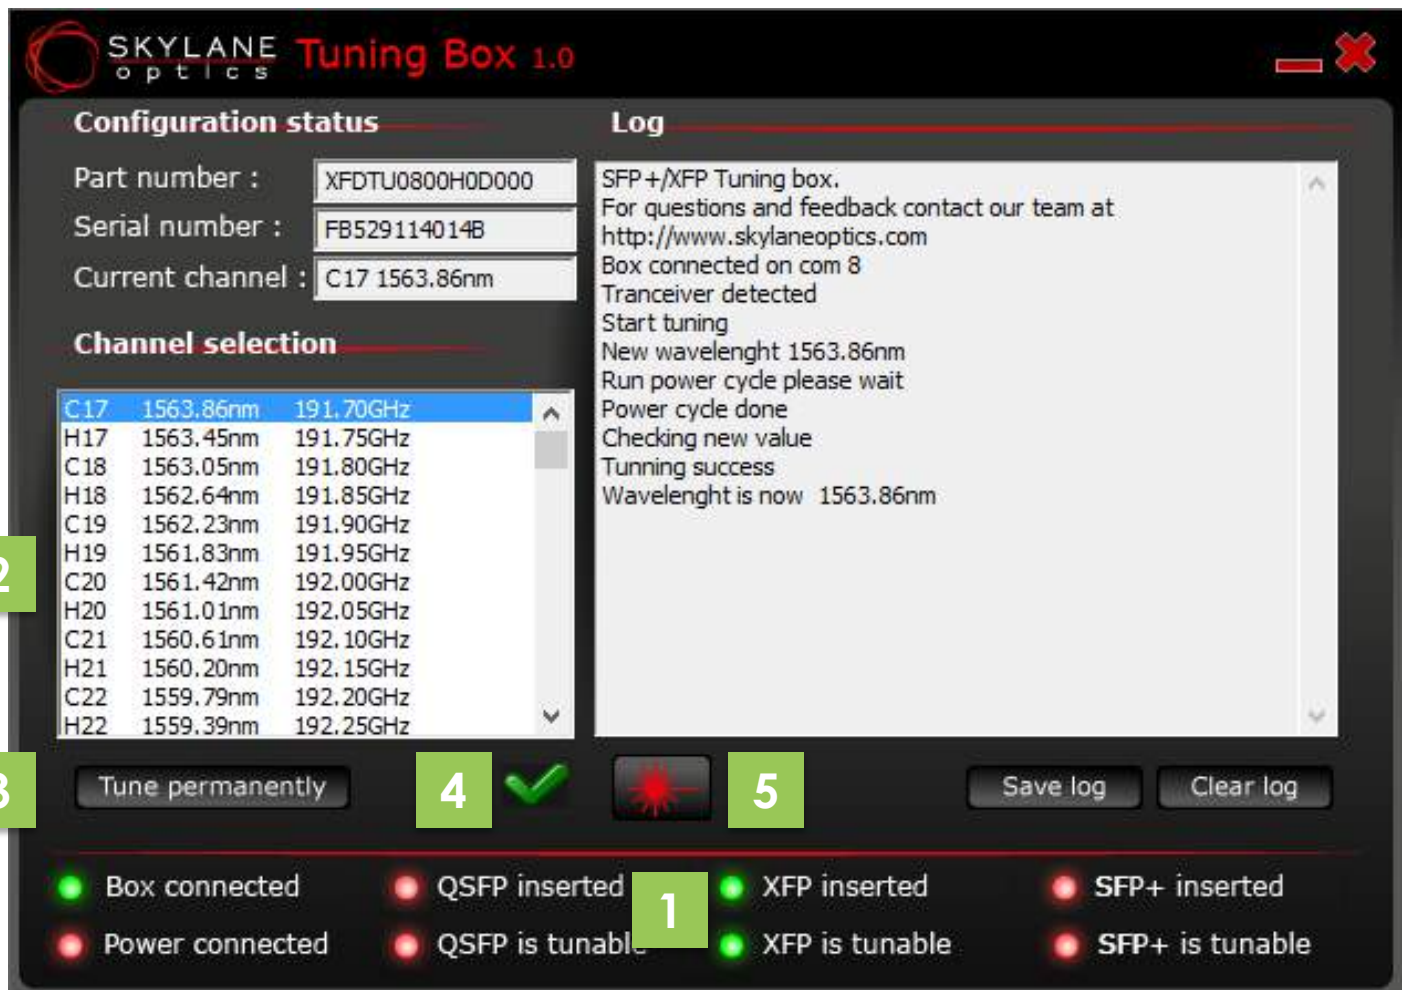 SKYLANE
optics
Tuning Box 1.0
Configuration status
Part number : XFDTU0800H0D000
Serial number : FB529114014B
Current channel : C17 1563.86nm
Channel selection
C17 1563.86nm 191.70GHz
H17 1563.45nm 191.75GHz
C18 1563.05nm 191.80GHz
H18 1562.64nm 191.85GHz
C19 1562.23nm 191.90GHz
H19 1561.83nm 191.95GHz
C20 1561.42nm 192.00GHz
H20 1561.01nm 192.05GHz
C21 1560.61nm 192.10GHz
H21 1560.20nm 192.15GHz
C22 1559.79nm 192.20GHz
H22 1559.39nm 192.25GHz
2
Log
SFP+/XFP Tuning box.
For questions and feedback contact our team at
http://www.skylaneoptics.com
Box connected on com 8
Tranceiver detected
Start tuning
New wavelenght 1563.86nm
Run power cycle please wait
Power cycle done
Checking new value
Tunning success
Wavelenght is now 1563.86nm
3
Tune permanently
4
5
Save log
Clear log
Box connected
QSFP inserted
1
XFP inserted
SFP+ inserted
Power connected
QSFP is tunable
XFP is tunable
SFP+ is tunable